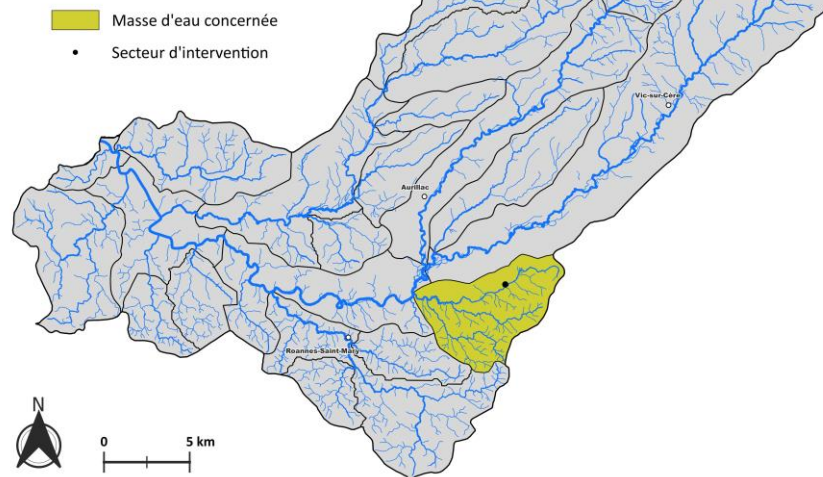 Masse d'eau concernée
Secteur d'intervention
Vic-sur-Cère
Aurillac
Roannes-Saint-Mary
N
0 5 km